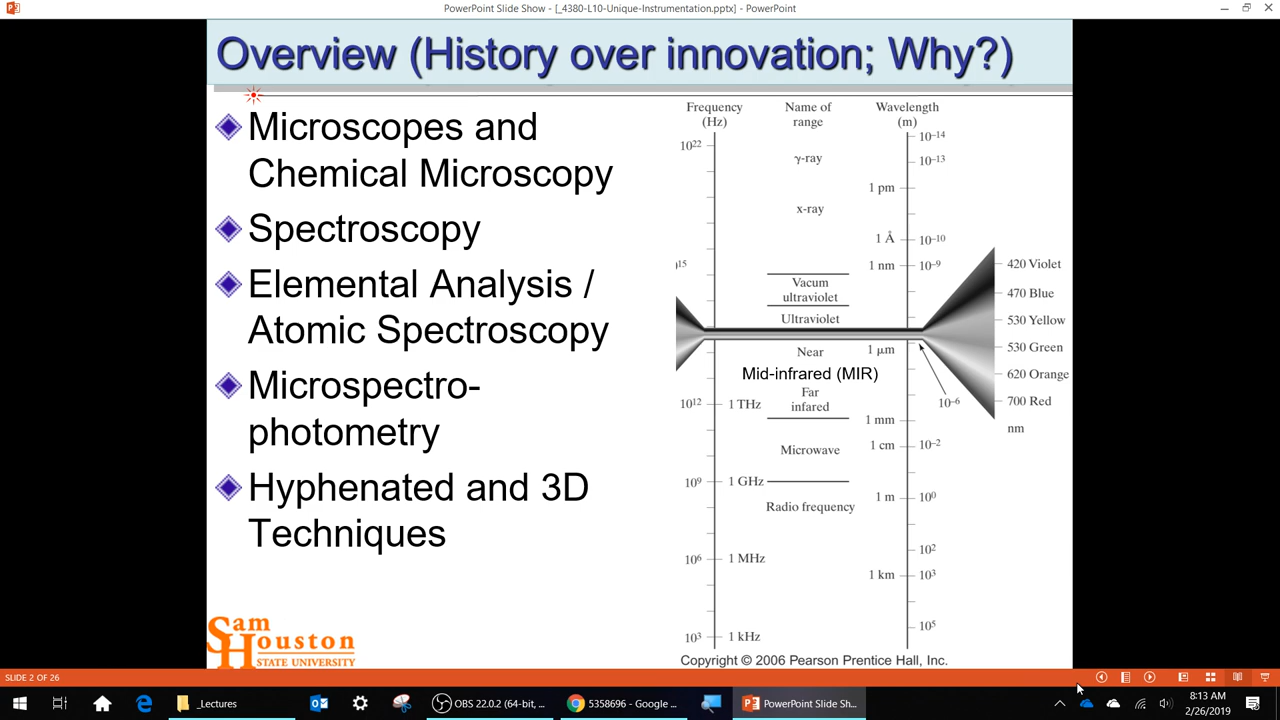 PowerPoint Slide Show - [_4380-L10-Unique-Instrumentation.pptx] - PowerPoint
Overview (History over innovation; Why?)
Microscopes and
Chemical Microscopy
Spectroscopy
Elemental Analysis /
Atomic Spectroscopy
Microspectro-
photometry
Hyphenated and 3D
Techniques
Sam
Houston
STATE UNIVERSITY
Frequency
(Hz)
Name of
range
Wavelength
(m)
10²²
γ-ray
x-ray
)15
Vacum
ultraviolet
Ultraviolet
Near
Mid-infrared (MIR)
Far
infared
Microwave
Radio frequency
10¹² 1 THz
10⁹ 1 GHz
10⁶ 1 MHz
10³ 1 kHz
10⁻¹⁴
10⁻¹³
1 pm
1 Å 10⁻¹⁰
1 nm 10⁻⁹
1 μm
10⁻⁶
1 mm
1 cm 10⁻²
1 m 10⁰
10²
1 km 10³
10⁵
420 Violet
470 Blue
530 Yellow
530 Green
620 Orange
700 Red
nm
Copyright © 2006 Pearson Prentice Hall, Inc.
SLIDE 2 OF 26
_Lectures
OBS 22.0.2 (64-bit, ...
5358696 - Google ...
PowerPoint Slide Sh...
8:13 AM
2/26/2019